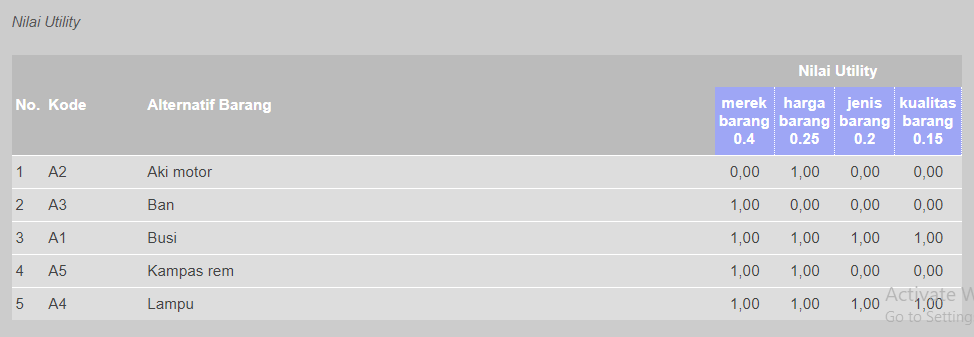 Nilai Utility
Nilai Utility
No. Kode Alternatif Barang
merek barang 0.4 harga barang 0.25 jenis barang 0.2 kualitas barang 0.15
1 A2 Aki motor 0,00 1,00 0,00 0,00
2 A3 Ban 1,00 0,00 0,00 0,00
3 A1 Busi 1,00 1,00 1,00 1,00
4 A5 Kampas rem 1,00 1,00 0,00 0,00
5 A4 Lampu 1,00 1,00 1,00 1,00
Activate W
Go to Setting